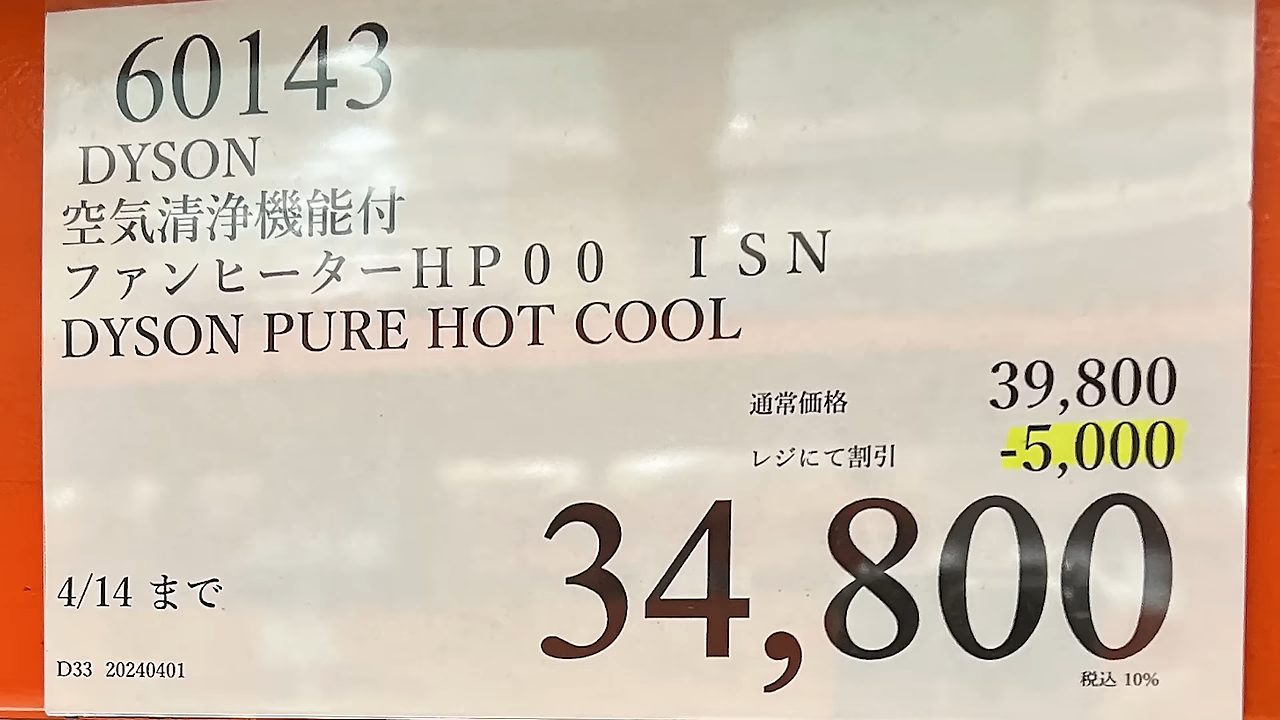 60143
DYSON
空気清浄機能付
ファンヒーターHP00 ISN
DYSON PURE HOT COOL
通常価格 39,800
レジにて割引 -5,000
34,800
4/14 まで
税込 10%
D33 20240401